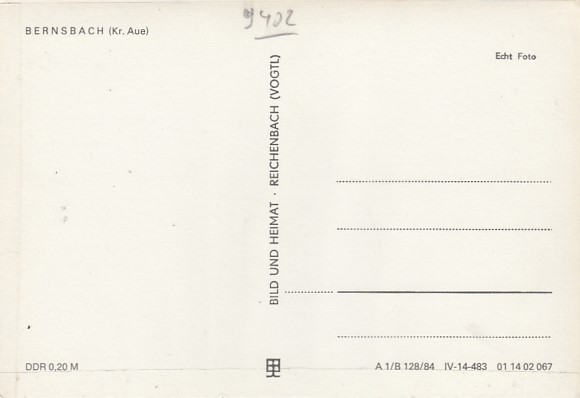 9402
BERNSBACH (Kr. Aue)
Echt Foto
BILD UND HEIMAT · REICHENBACH (VOGTL)
DDR 0,20 M
A 1/B 128/84 IV-14-483 01 14 02 067